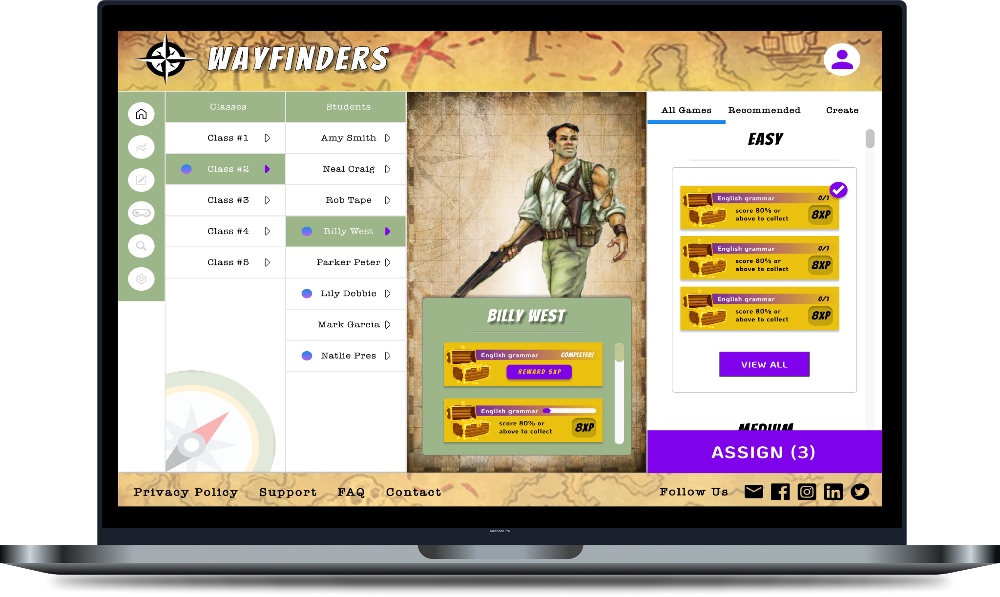 WAYFINDERS
Classes
Class #1
Class #2
Class #3
Class #4
Class #5
Students
Amy Smith
Neal Craig
Rob Tape
Billy West
Parker Peter
Lily Debbie
Mark Garcia
Natlie Pres
BILLY WEST
English grammar COMPLETED!
REWARD 5XP
English grammar
score 80% or
above to collect
8XP
All Games Recommended Create
EASY
English grammar 0/1
score 80% or
above to collect
8XP
English grammar 0/1
score 80% or
above to collect
8XP
English grammar 0/1
score 80% or
above to collect
8XP
VIEW ALL
MEDIUM
ASSIGN (3)
Privacy Policy Support FAQ Contact
Follow Us
Macbook Pro